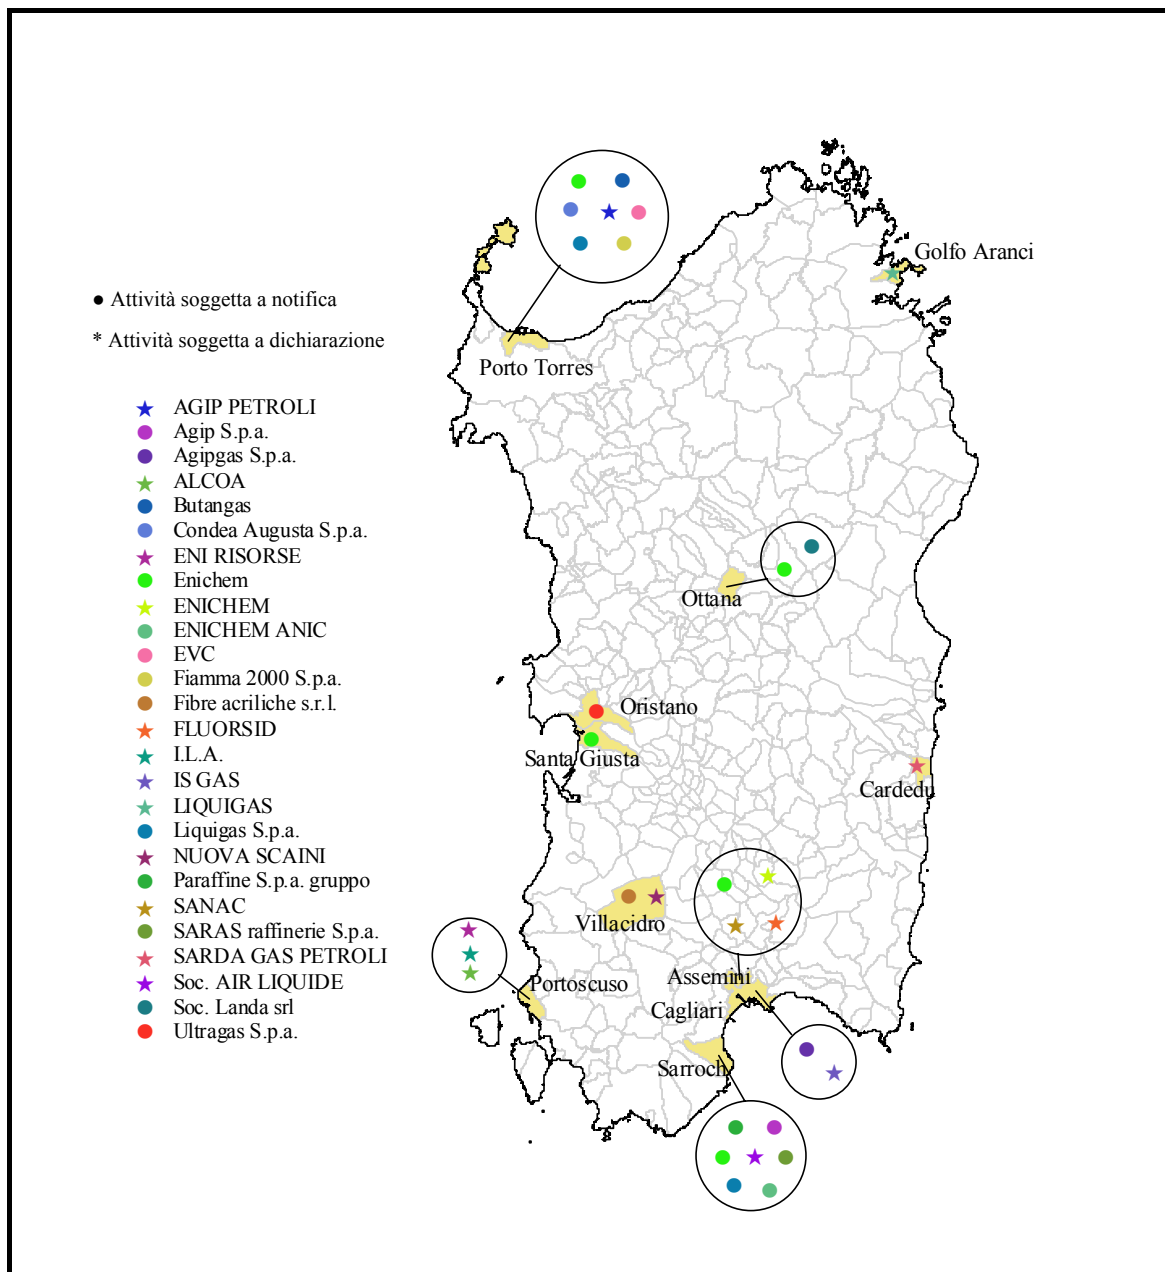 ● Attività soggetta a notifica
* Attività soggetta a dichiarazione
AGIP PETROLI
Agip S.p.a.
Agipgas S.p.a.
ALCOA
Butangas
Condea Augusta S.p.a.
ENI RISORSE
Enichem
ENICHEM
ENICHEM ANIC
EVC
Fiamma 2000 S.p.a.
Fibre acriliche s.r.l.
FLUORSID
I.L.A.
IS GAS
LIQUIGAS
Liquigas S.p.a.
NUOVA SCAINI
Paraffine S.p.a. gruppo
SANAC
SARAS raffinerie S.p.a.
SARDA GAS PETROLI
Soc. AIR LIQUIDE
Soc. Landa srl
Ultragas S.p.a.
Golfo Aranci
Porto Torres
Ottana
Oristano
Santa Giusta
Cardedu
Villacidro
Portoscuso
Assemini
Cagliari
Sarroch